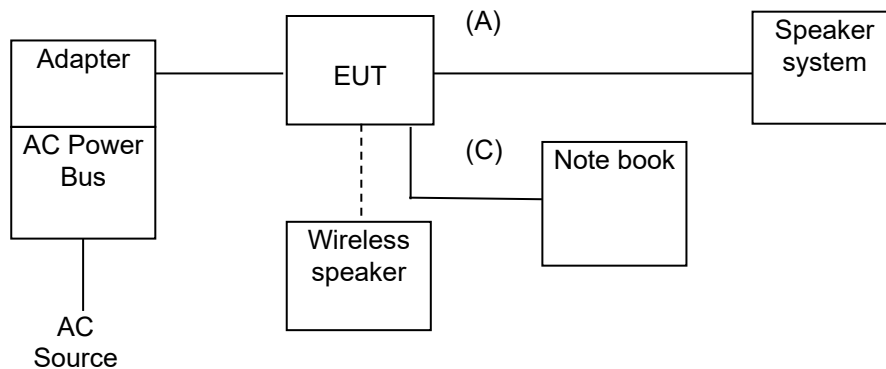 (A)
Speaker
system
Adapter
EUT
AC Power
Bus
(C)
Note book
Wireless
speaker
AC
Source